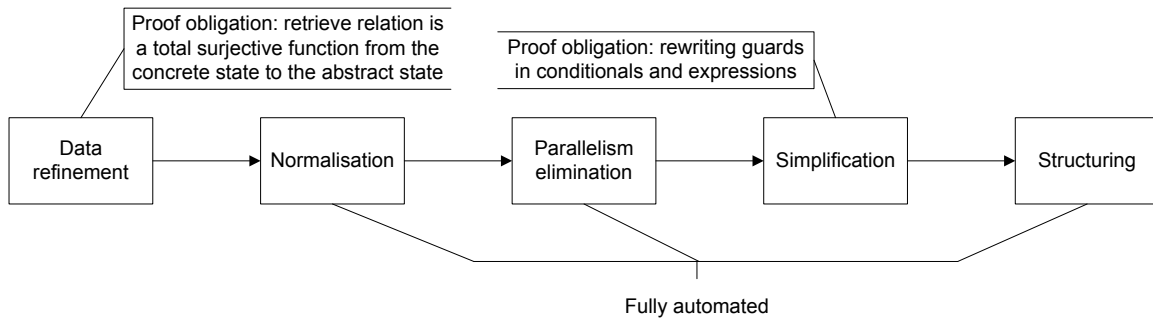 Proof obligation: retrieve relation is
a total surjective function from the
concrete state to the abstract state
Proof obligation: rewriting guards
in conditionals and expressions
Data
refinement
Normalisation
Parallelism
elimination
Simplification
Structuring
Fully automated